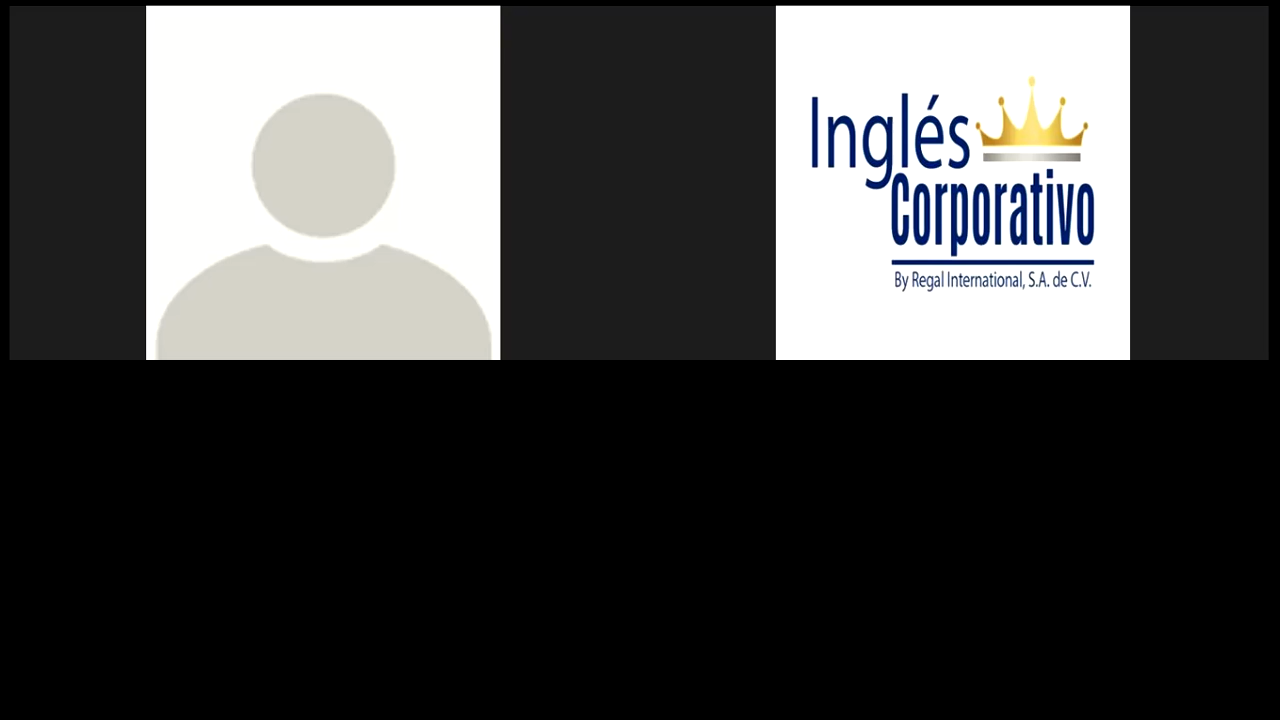 Inglés
Corporativo
By Regal International, S.A. de C.V.